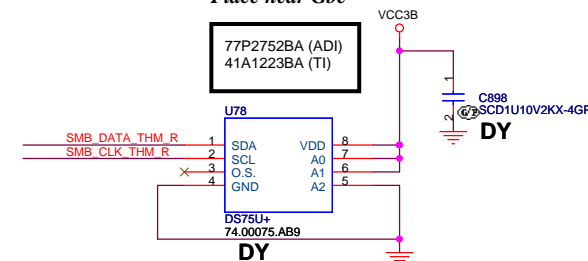 Place near Gbe
VCC3B
77P2752BA (ADI)
41A1223BA (TI)
1
C898
SCD1U10V2KX-4GP
2
DY
U78
SMB_DATA_THM_R 1 SDA VDD 8
SMB_CLK_THM_R 2 SCL A0 7
3 O.S. A1 6
4 GND A2 5
DS75U+
74.00075.AB9
DY